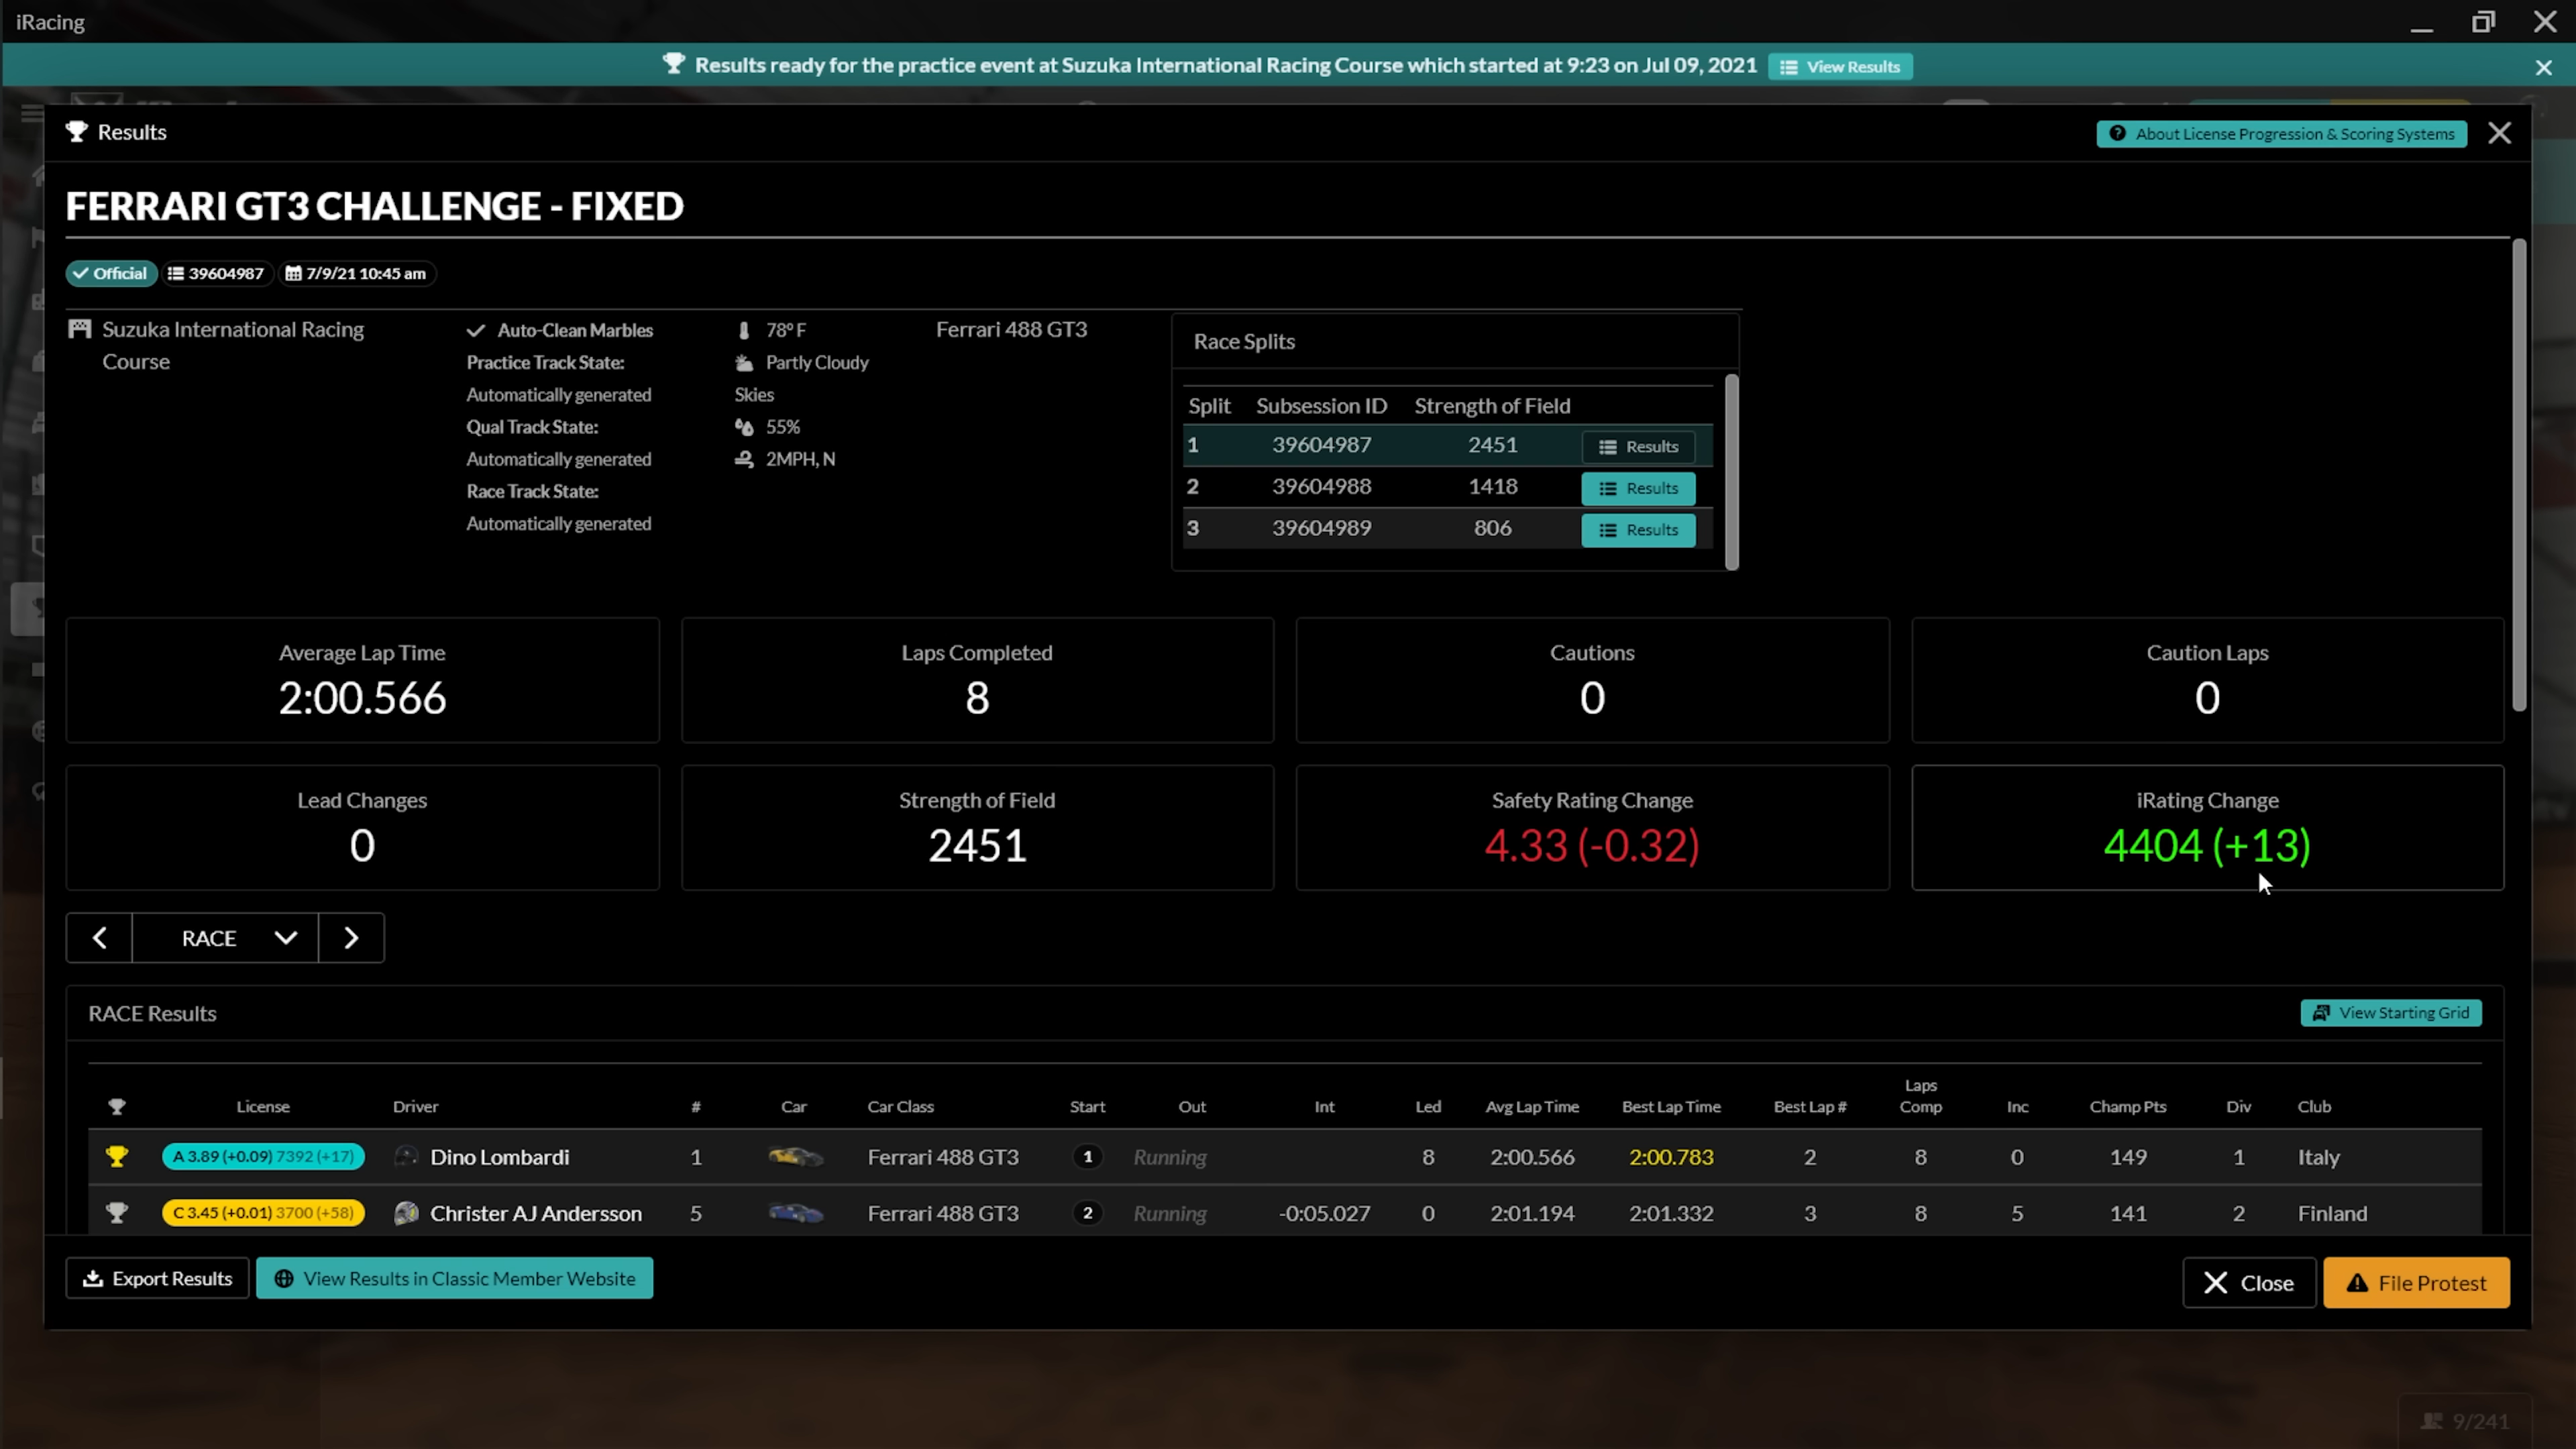 iRacing
Results ready for the practice event at Suzuka International Racing Course which started at 9:23 on Jul 09, 2021 View Results
Results
About License Progression & Scoring Systems
FERRARI GT3 CHALLENGE - FIXED
Official 39604987 7/9/21 10:45 am
Suzuka International Racing
Course
Auto-Clean Marbles
Practice Track State:
Automatically generated
Qual Track State:
Automatically generated
Race Track State:
Automatically generated
78° F
Partly Cloudy
Skies
55%
2MPH, N
Ferrari 488 GT3
Race Splits
Split Subsession ID Strength of Field
1 39604987 2451 Results
2 39604988 1418 Results
3 39604989 806 Results
Average Lap Time
2:00.566
Laps Completed
8
Cautions
0
Caution Laps
0
Lead Changes
0
Strength of Field
2451
Safety Rating Change
4.33 (-0.32)
iRating Change
4404 (+13)
RACE
RACE Results
View Starting Grid
License Driver # Car Car Class Start Out Int Led Avg Lap Time Best Lap Time Best Lap # Laps Comp Inc Champ Pts Div Club
A 3.89 (+0.09) 7392 (+17) Dino Lombardi 1 Ferrari 488 GT3 1 Running 8 2:00.566 2:00.783 2 8 0 149 1 Italy
C 3.45 (+0.01) 3700 (+58) Christer AJ Andersson 5 Ferrari 488 GT3 2 Running -0:05.027 0 2:01.194 2:01.332 3 8 5 141 2 Finland
Export Results View Results in Classic Member Website
Close File Protest
9/241